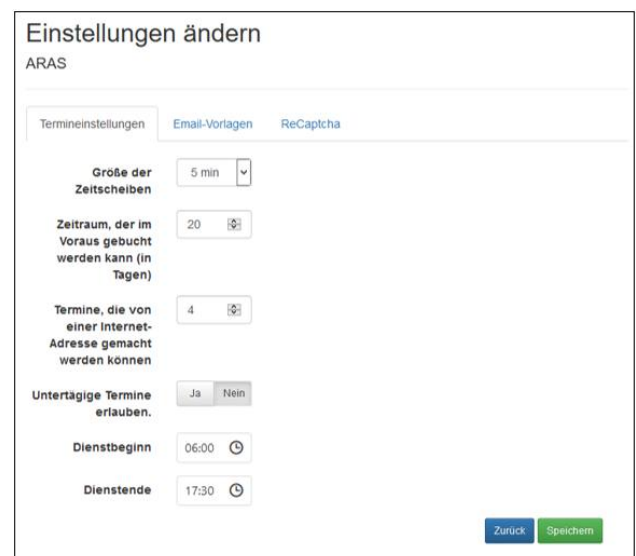 Einstellungen ändern
ARAS
Termineinstellungen Email-Vorlagen ReCaptcha
Größe der
Zeitscheiben
5 min
Zeitraum, der im
Voraus gebucht
werden kann (in
Tagen)
20
Termine, die von
einer Internet-
Adresse gemacht
werden können
4
Untertägige Termine
erlauben.
Ja Nein
Dienstbeginn
06:00
Dienstende
17:30
Zurück Speichern